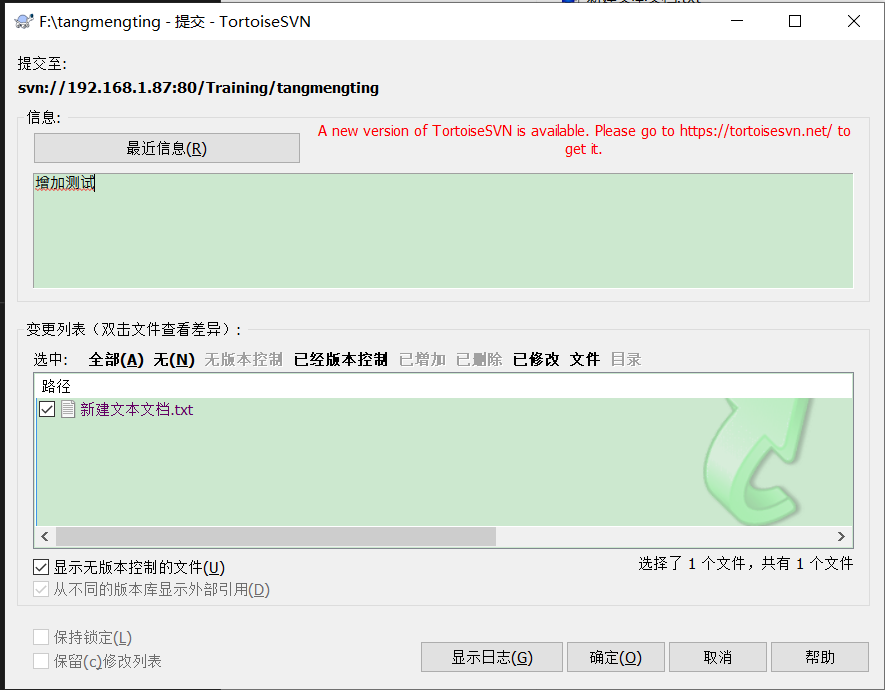 F:\tangmengting - 提交 - TortoiseSVN
提交至:
svn://192.168.1.87:80/Training/tangmengting
信息:
最近信息(R)
A new version of TortoiseSVN is available. Please go to https://tortoisesvn.net/ to
get it.
增加测试
变更列表（双击文件查看差异）:
选中: 全部(A) 无(N) 无版本控制 已经版本控制 已增加 已删除 已修改 文件 目录
路径
新建文本文档.txt
显示无版本控制的文件(U)
选择了 1 个文件，共有 1 个文件
从不同的版本库显示外部引用(D)
保持锁定(L)
保留(c)修改列表
显示日志(G) 确定(O) 取消 帮助